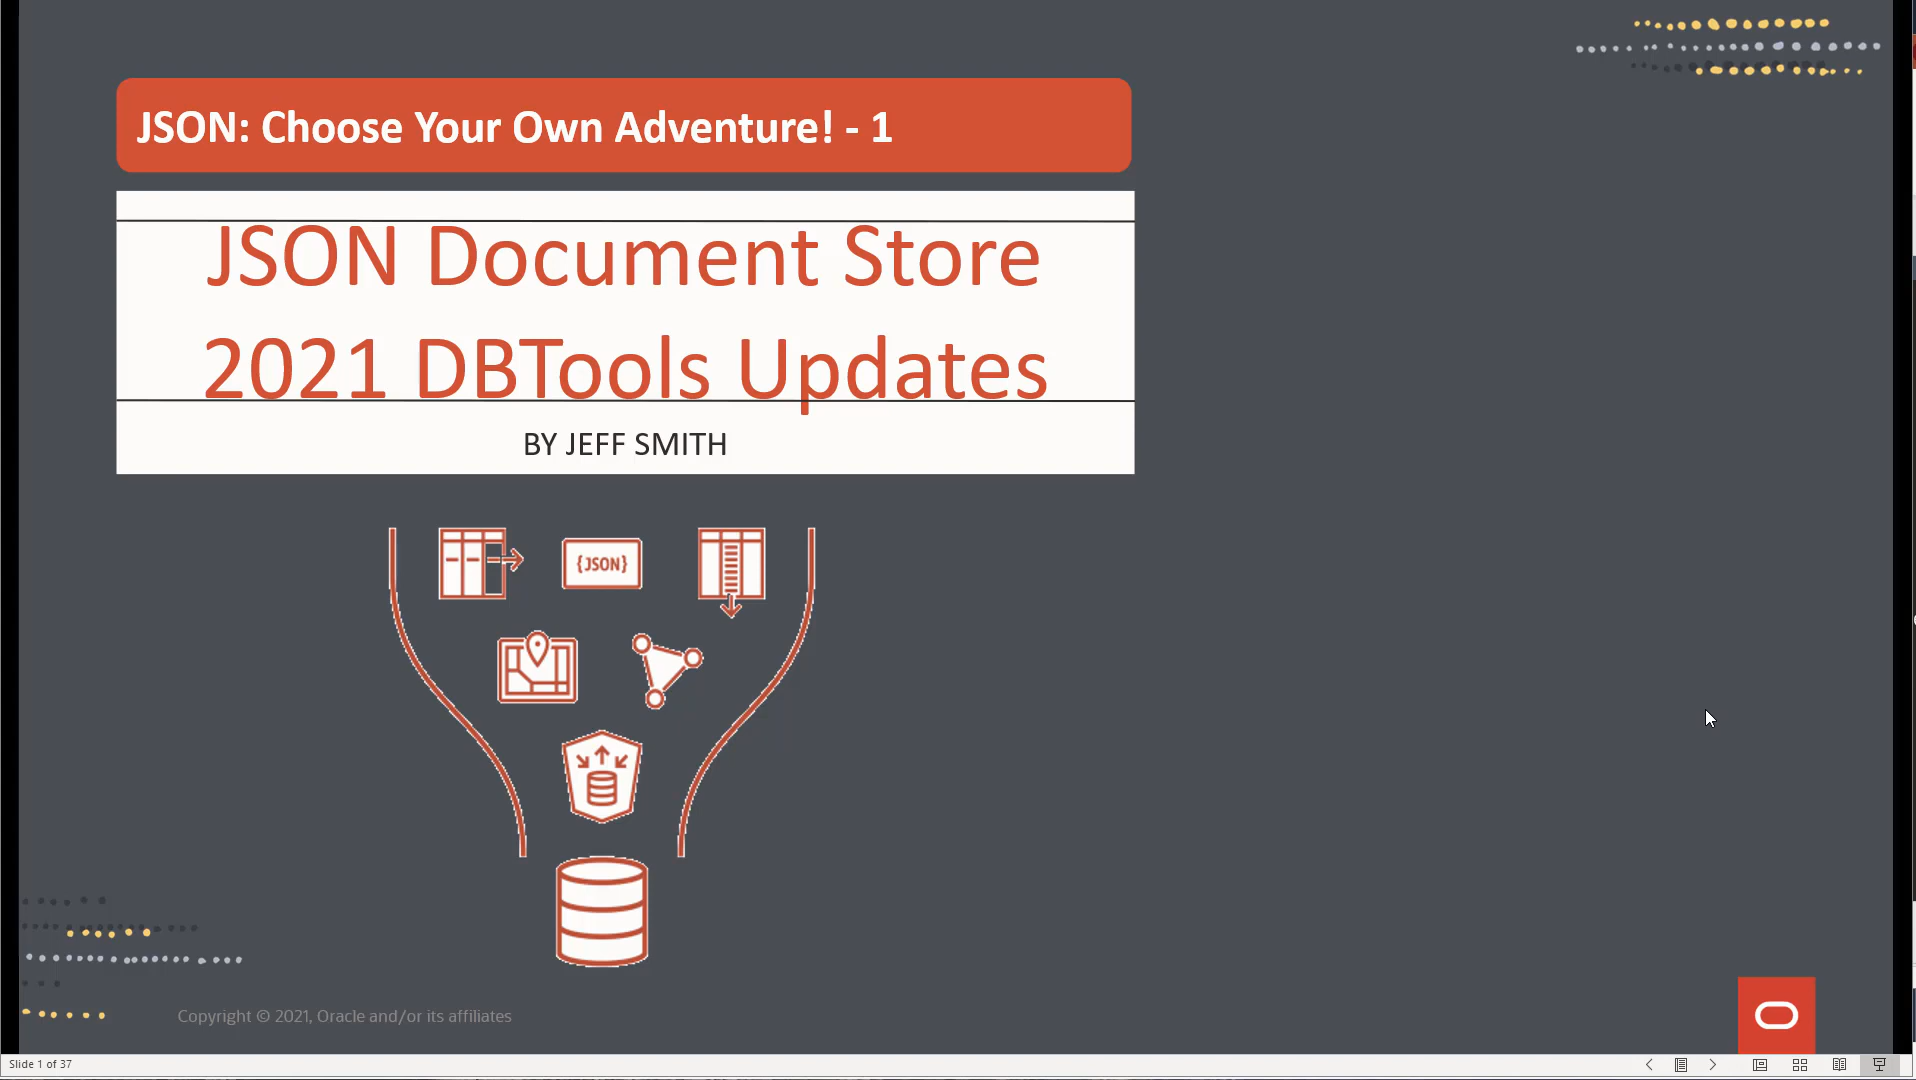 JSON: Choose Your Own Adventure! - 1
JSON Document Store
2021 DBTools Updates
BY JEFF SMITH
{JSON}
Copyright © 2021, Oracle and/or its affiliates
Slide 1 of 37